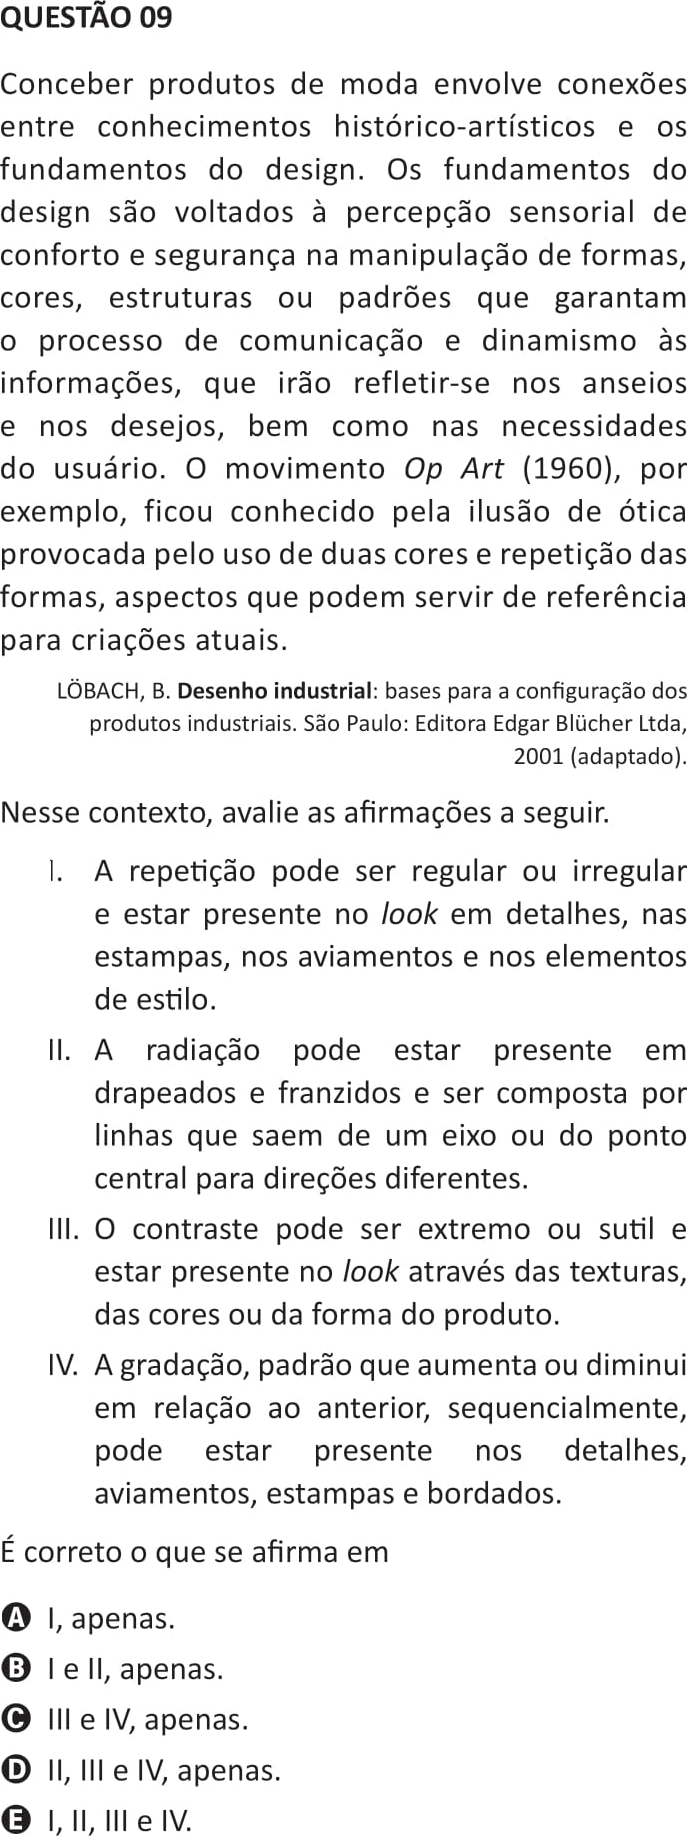 QUESTÃO 09
Conceber produtos de moda envolve conexões
entre conhecimentos histórico-artísticos e os
fundamentos do design. Os fundamentos do
design são voltados à percepção sensorial de
conforto e segurança na manipulação de formas,
cores, estruturas ou padrões que garantam
o processo de comunicação e dinamismo às
informações, que irão refletir-se nos anseios
e nos desejos, bem como nas necessidades
do usuário. O movimento Op Art (1960), por
exemplo, ficou conhecido pela ilusão de ótica
provocada pelo uso de duas cores e repetição das
formas, aspectos que podem servir de referência
para criações atuais.
LÖBACH, B. Desenho industrial: bases para a configuração dos
produtos industriais. São Paulo: Editora Edgar Blücher Ltda,
2001 (adaptado).
Nesse contexto, avalie as afirmações a seguir.
I. A repetição pode ser regular ou irregular
e estar presente no look em detalhes, nas
estampas, nos aviamentos e nos elementos
de estilo.
II. A radiação pode estar presente em
drapeados e franzidos e ser composta por
linhas que saem de um eixo ou do ponto
central para direções diferentes.
III. O contraste pode ser extremo ou sutil e
estar presente no look através das texturas,
das cores ou da forma do produto.
IV. A gradação, padrão que aumenta ou diminui
em relação ao anterior, sequencialmente,
pode estar presente nos detalhes,
aviamentos, estampas e bordados.
É correto o que se afirma em
A I, apenas.
B I e II, apenas.
C III e IV, apenas.
D II, III e IV, apenas.
E I, II, III e IV.